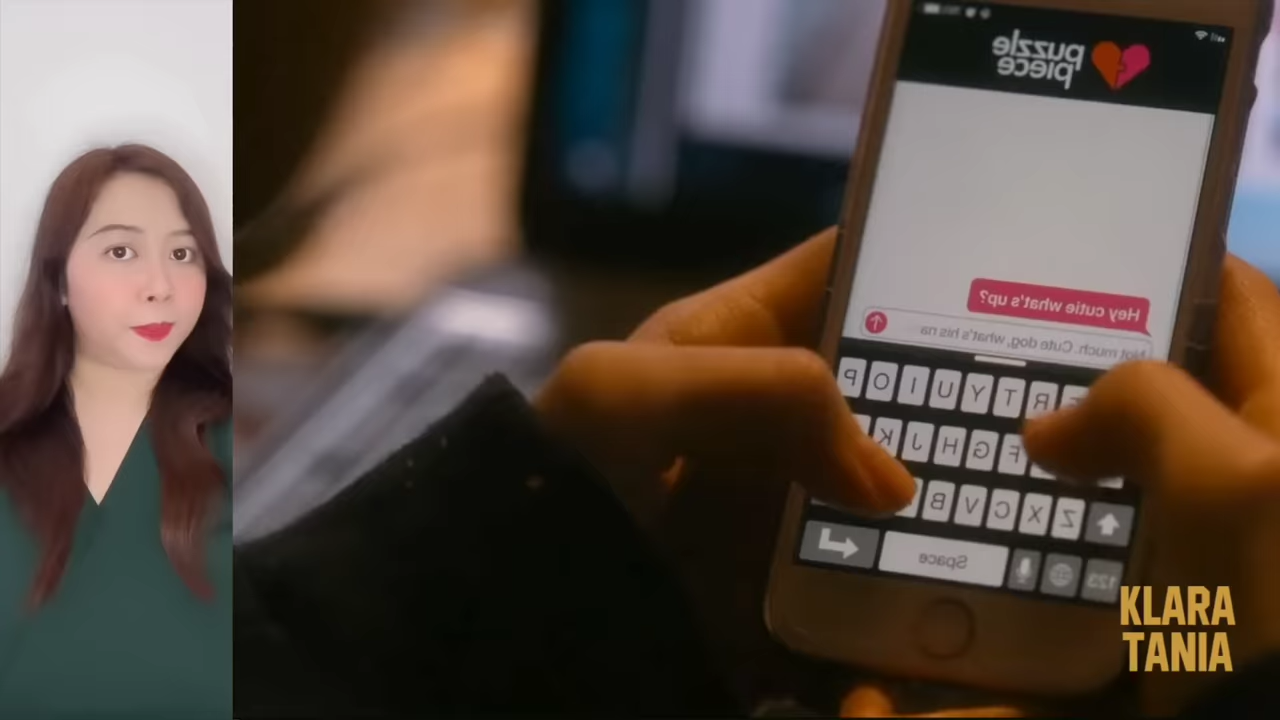 puzzle
piece
Hey cutie what's up?
Not much. Cute dog, what's his na
R T Y U I O P
F G H J K
Z X C V B
123
Space
KLARA
TANIA